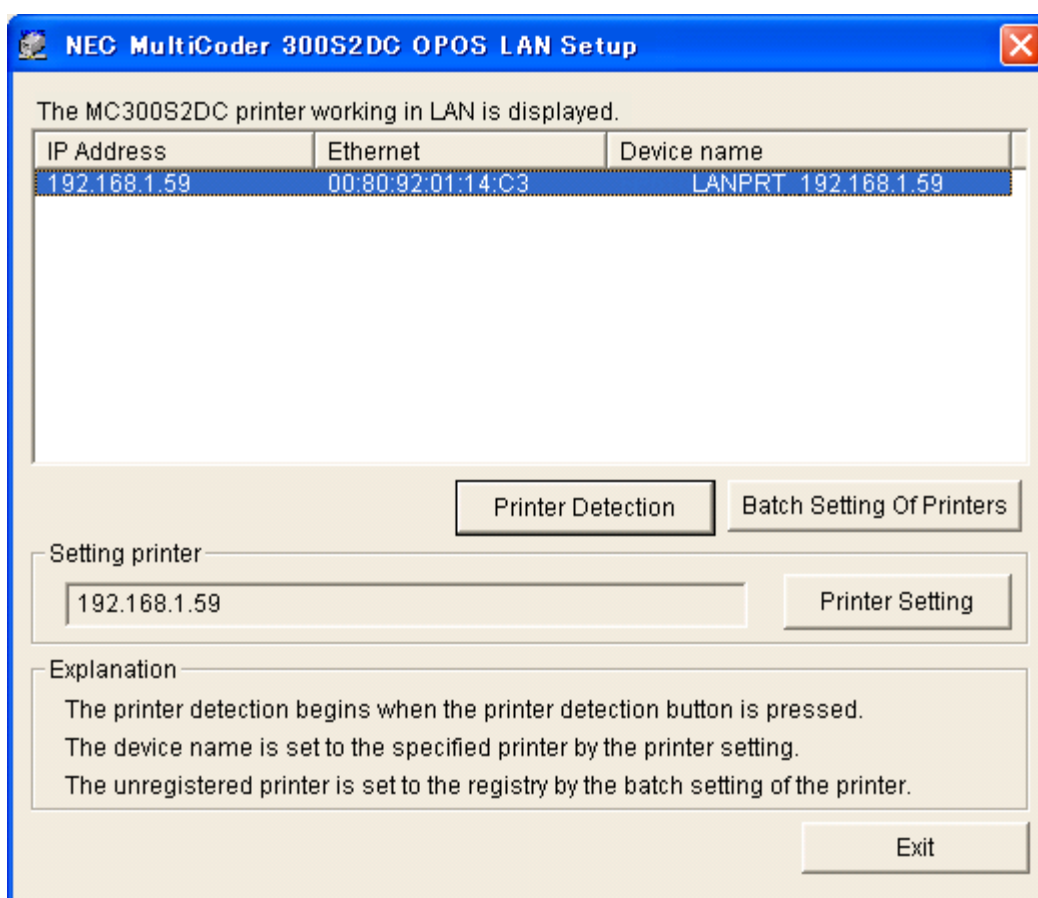 NEC MultiCoder 300S2DC OPOS LAN Setup
The MC300S2DC printer working in LAN is displayed.
IP Address Ethernet Device name
192.168.1.59 00:80:92:01:14:C3 LANPRT_192.168.1.59
Printer Detection Batch Setting Of Printers
Setting printer
192.168.1.59 Printer Setting
Explanation
The printer detection begins when the printer detection button is pressed.
The device name is set to the specified printer by the printer setting.
The unregistered printer is set to the registry by the batch setting of the printer.
Exit